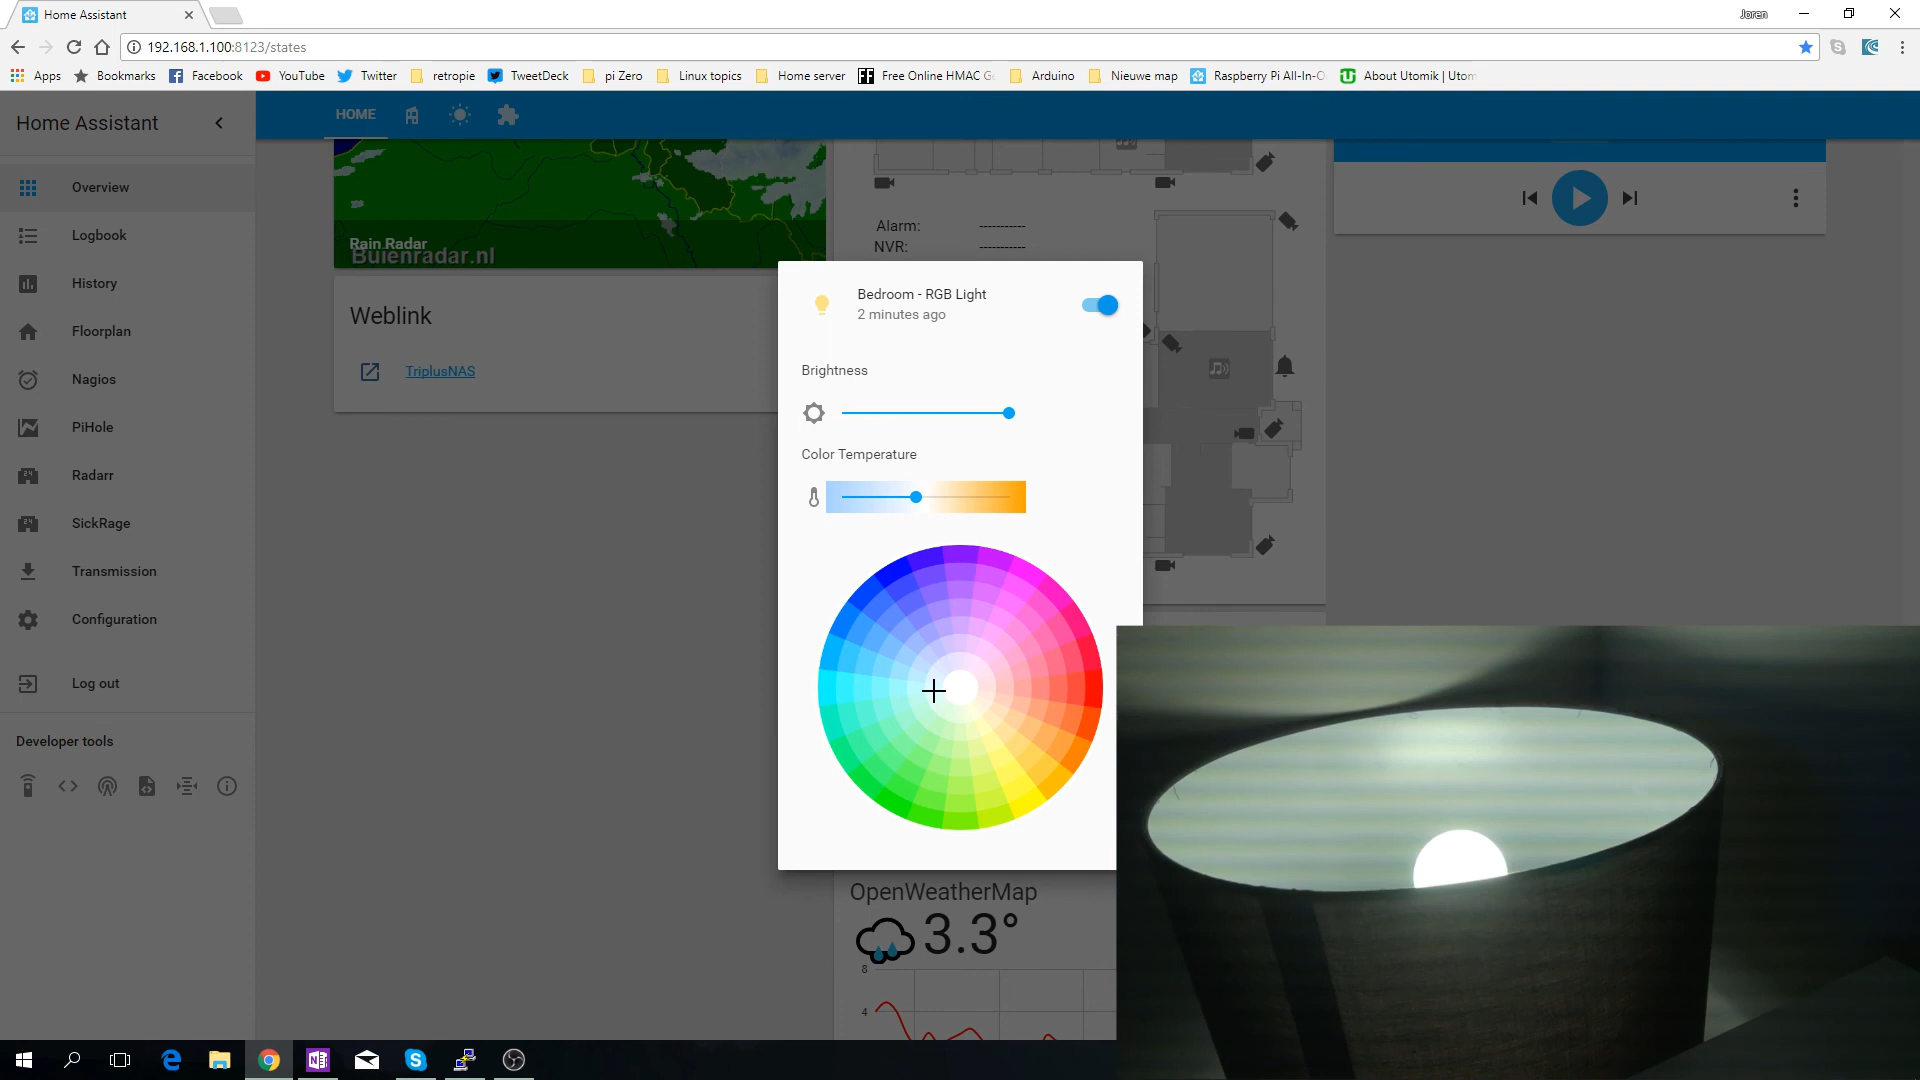 Home Assistant
Joren
192.168.1.100:8123/states
Apps
Bookmarks
Facebook
YouTube
Twitter
retropie
TweetDeck
pi Zero
Linux topics
Home server
Free Online HMAC G
Arduino
Nieuwe map
Raspberry Pi All-In-O
About Utomik | Utom
Home Assistant
HOME
Overview
Logbook
History
Floorplan
Nagios
PiHole
Radarr
SickRage
Transmission
Configuration
Log out
Developer tools
Rain Radar
Buienradar.nl
Weblink
TriplusNAS
Alarm: -----------
NVR: -----------
Bedroom - RGB Light
2 minutes ago
Brightness
Color Temperature
OpenWeatherMap
3.3°
8
4